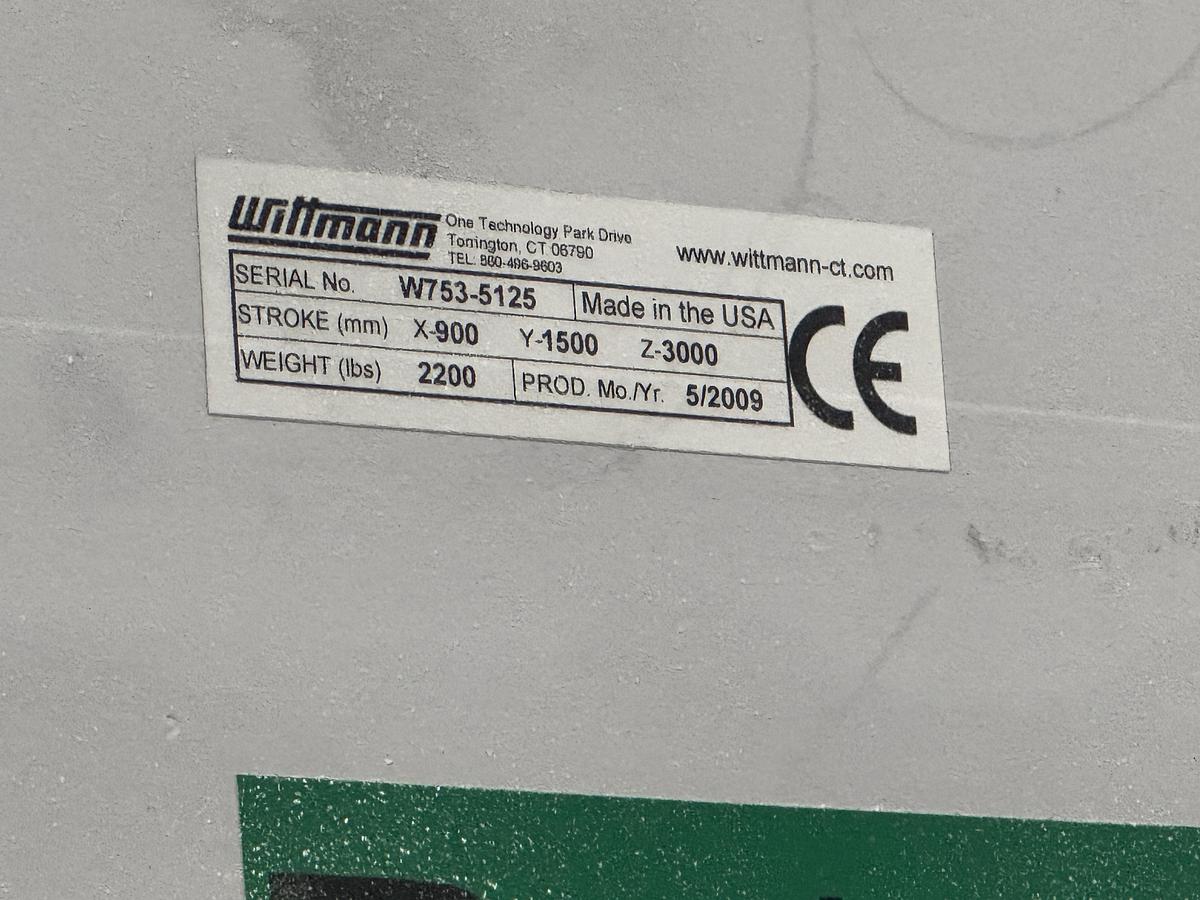 Wittmann
One Technology Park Drive
Torrington, CT 06790
TEL: 860-496-9603
www.wittmann-ct.com
SERIAL No. W753-5125 Made in the USA
STROKE (mm) X-900 Y-1500 Z-3000
WEIGHT (lbs) 2200 PROD. Mo./Yr. 5/2009
CE